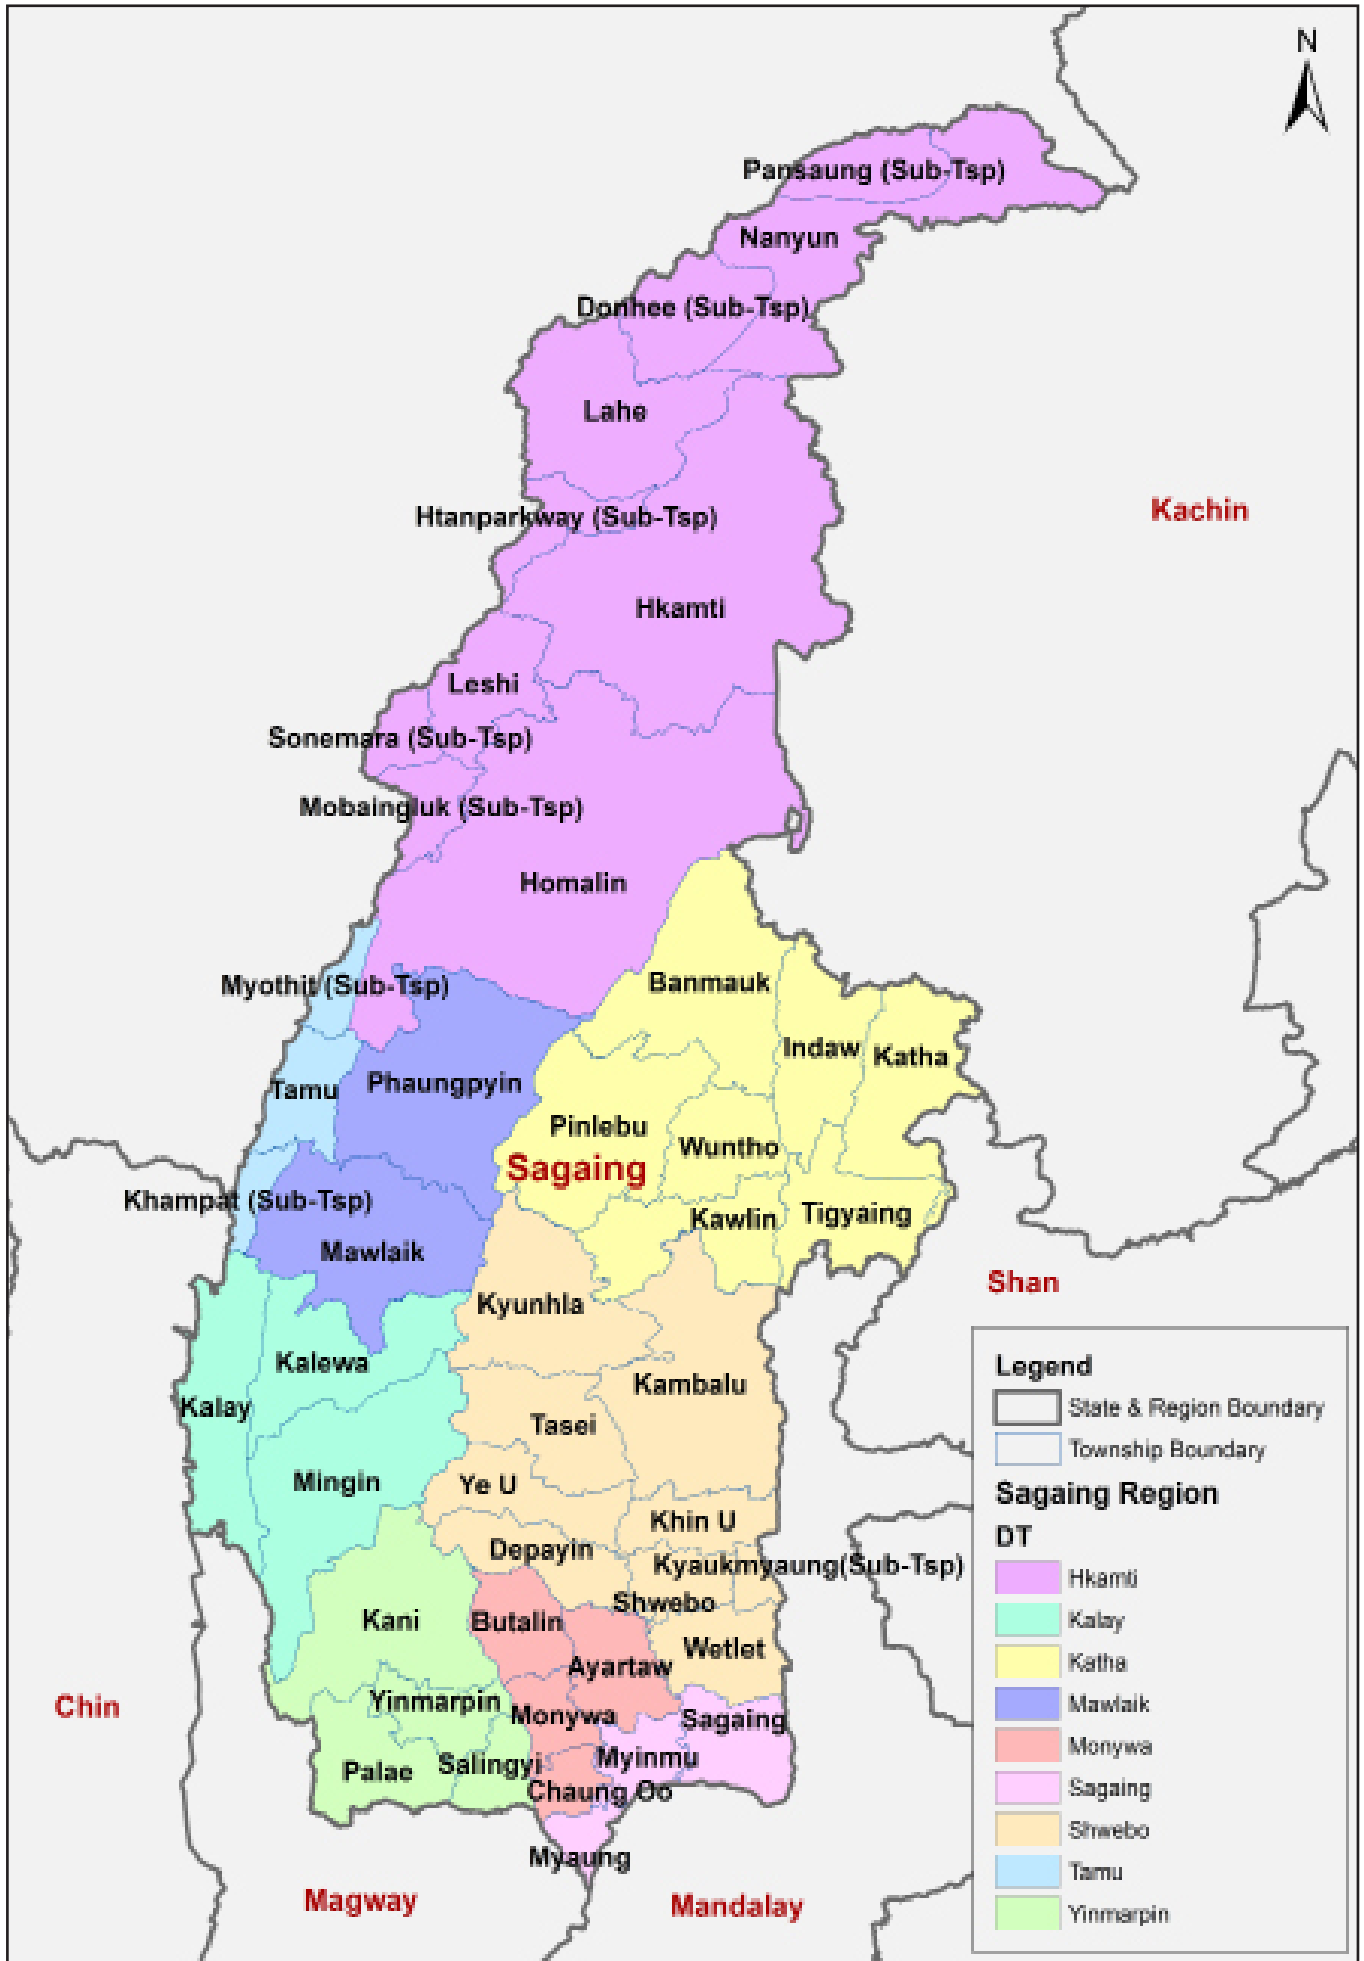 N
Pansaung (Sub-Tsp)
Nanyun
Donhee (Sub-Tsp)
Lahe
Kachin
Htanparkway (Sub-Tsp)
Hkamti
Leshi
Sonemara (Sub-Tsp)
Mobaingluk (Sub-Tsp)
Homalin
Banmauk
Myothit (Sub-Tsp)
Indaw
Katha
Phaungpyin
Tamu
Pinlebu
Wuntho
Sagaing
Khampat (Sub-Tsp)
Kawlin
Tigyaing
Mawlaik
Shan
Kyunhla
Kalewa
Kambalu
Kalay
Tasei
Mingin
Ye U
Khin U
Depayin
Kyaukmyaung(Sub-Tsp)
Shwebo
Kani
Butalin
Wetlet
Ayartaw
Chin
Yinmarpin
Monywa
Sagaing
Myinmu
Salingyi
Palae
Chaung Oo
Myaung
Magway
Mandalay
Legend
State & Region Boundary
Township Boundary
Sagaing Region
DT
Hkamti
Kalay
Katha
Mawlaik
Monywa
Sagaing
Shwebo
Tamu
Yinmarpin